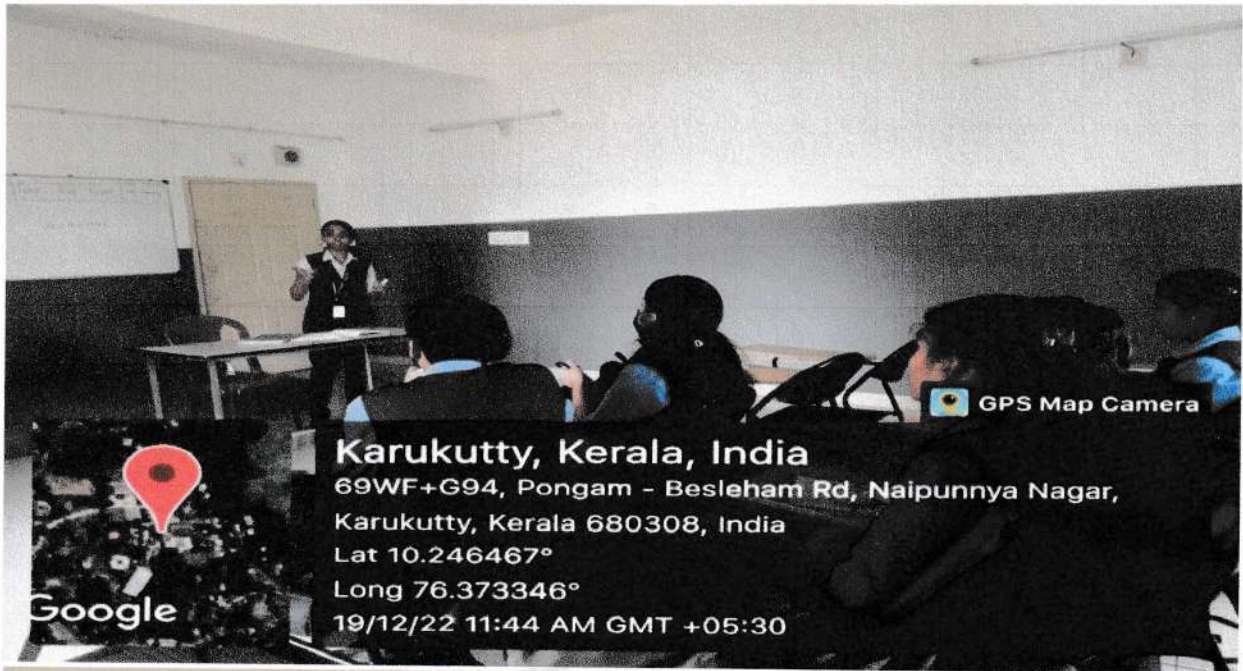 GPS Map Camera
Karukutty, Kerala, India
69WF+G94, Pongam - Besleham Rd, Naipunnya Nagar,
Karukutty, Kerala 680308, India
Lat 10.246467°
Long 76.373346°
19/12/22 11:44 AM GMT +05:30
Google